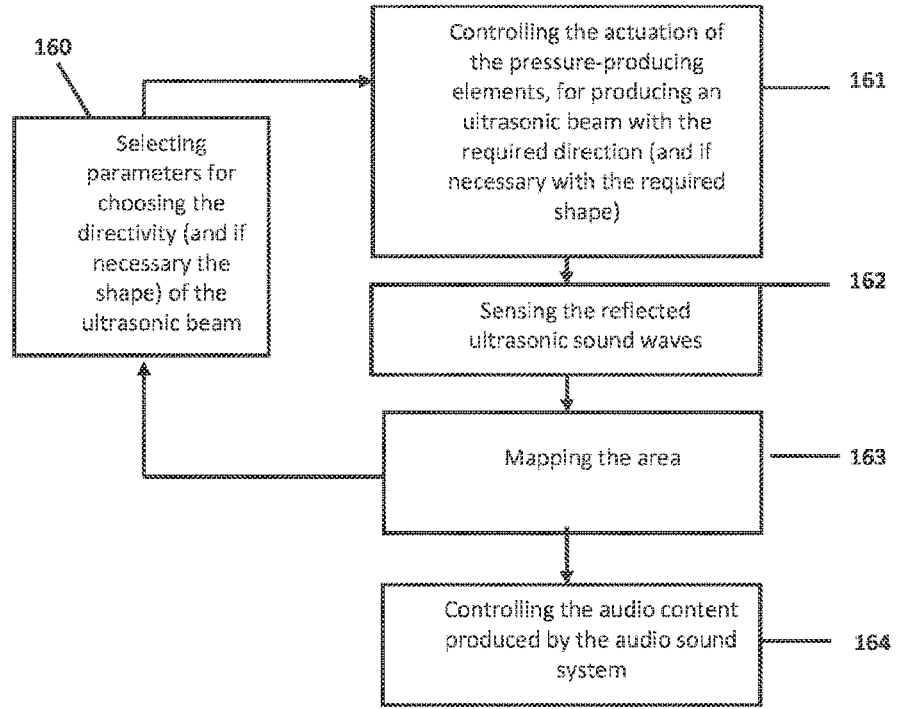 160
Selecting
parameters for
choosing the
directivity (and if
necessary the
shape) of the
ultrasonic beam
Controlling the actuation of
the pressure-producing
elements, for producing an
ultrasonic beam with the
required direction (and if
necessary with the required
shape)
161
162
Sensing the reflected
ultrasonic sound waves
Mapping the area
163
Controlling the audio content
produced by the audio sound
system
164